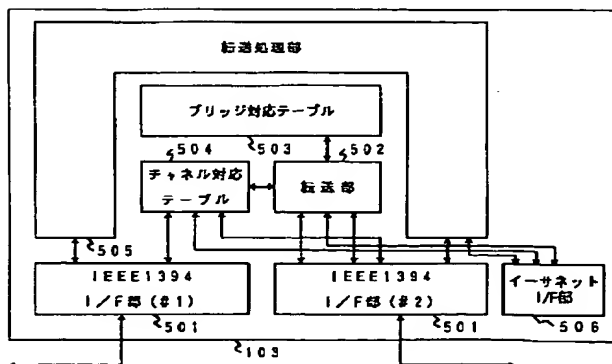 転送処理部
ブリッジ対応テーブル
504
503
502
チャネル対応
テーブル
転送部
505
IEEE1394
I/F部(#1)
IEEE1394
I/F部(#2)
イーサネット
I/F部
501
501
506
103